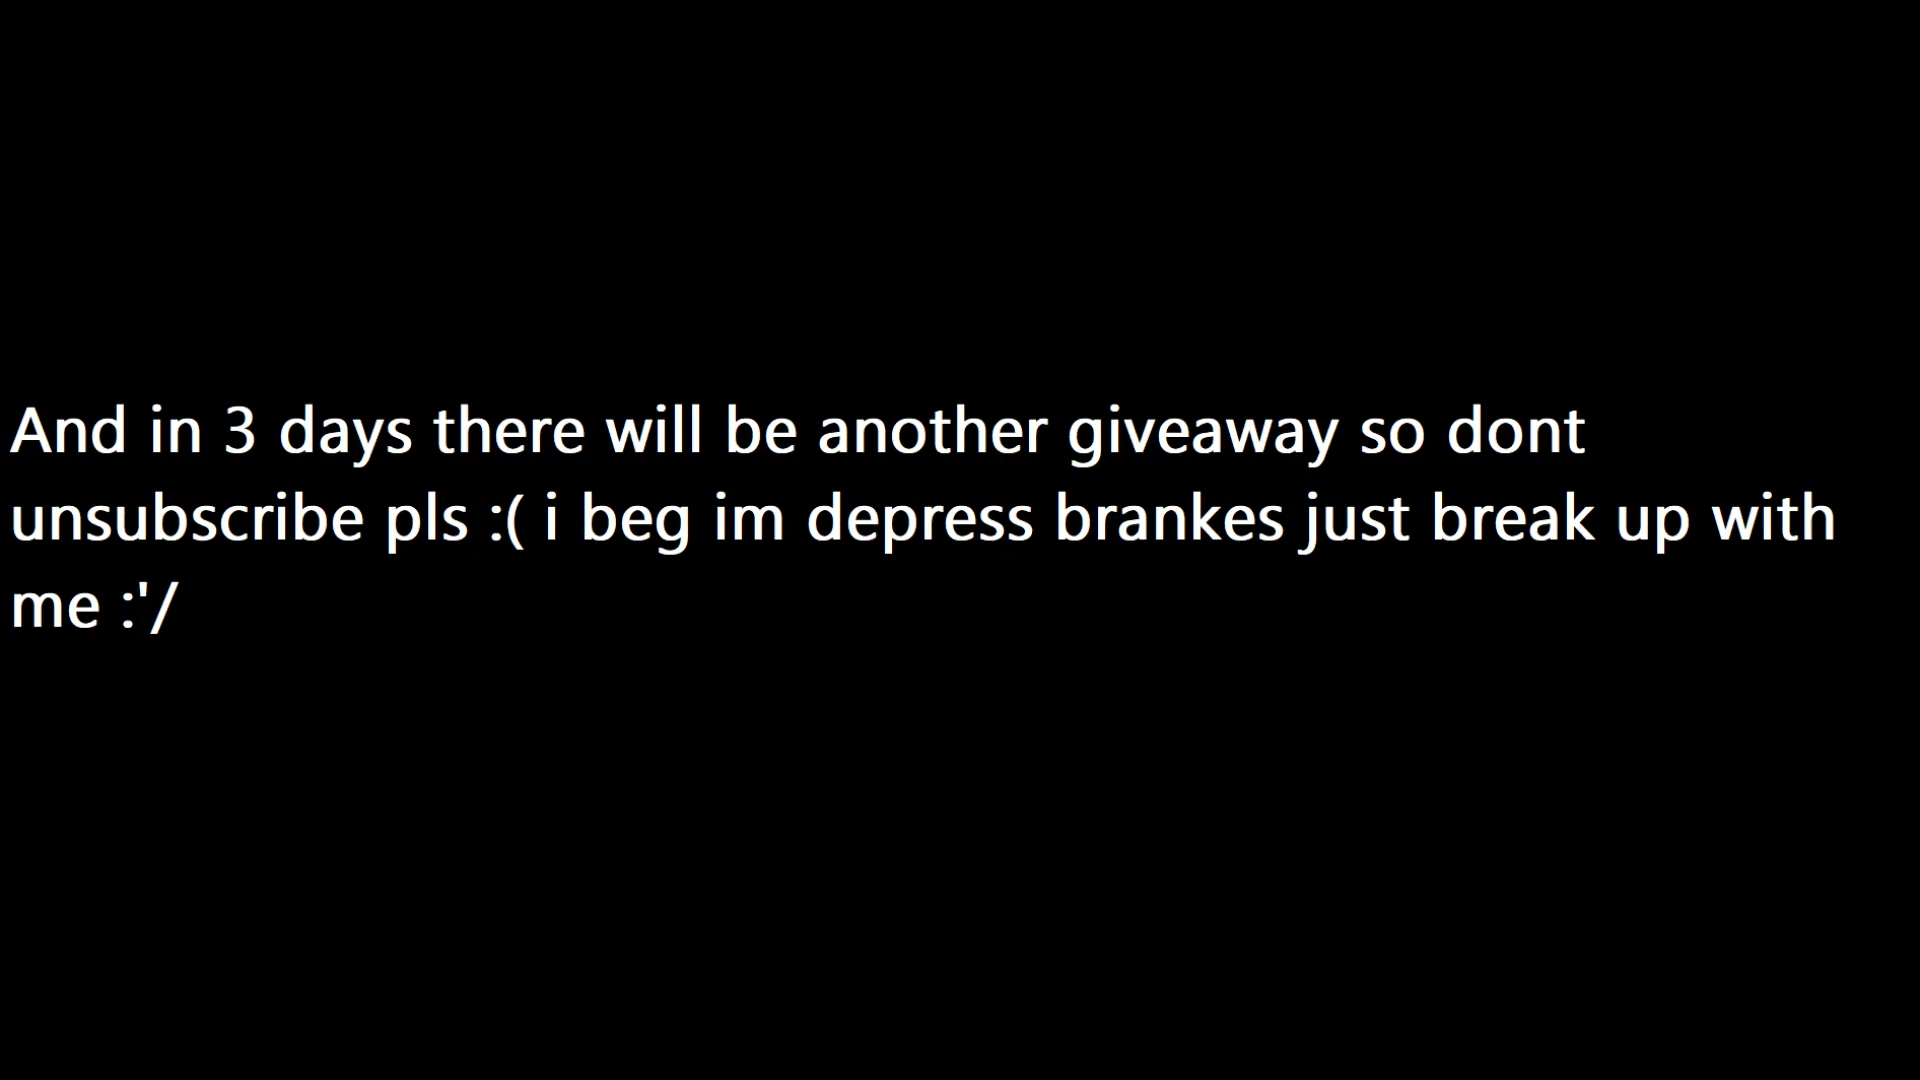 And in 3 days there will be another giveaway so dont
unsubscribe pls :( i beg im depress brankes just break up with
me :'/